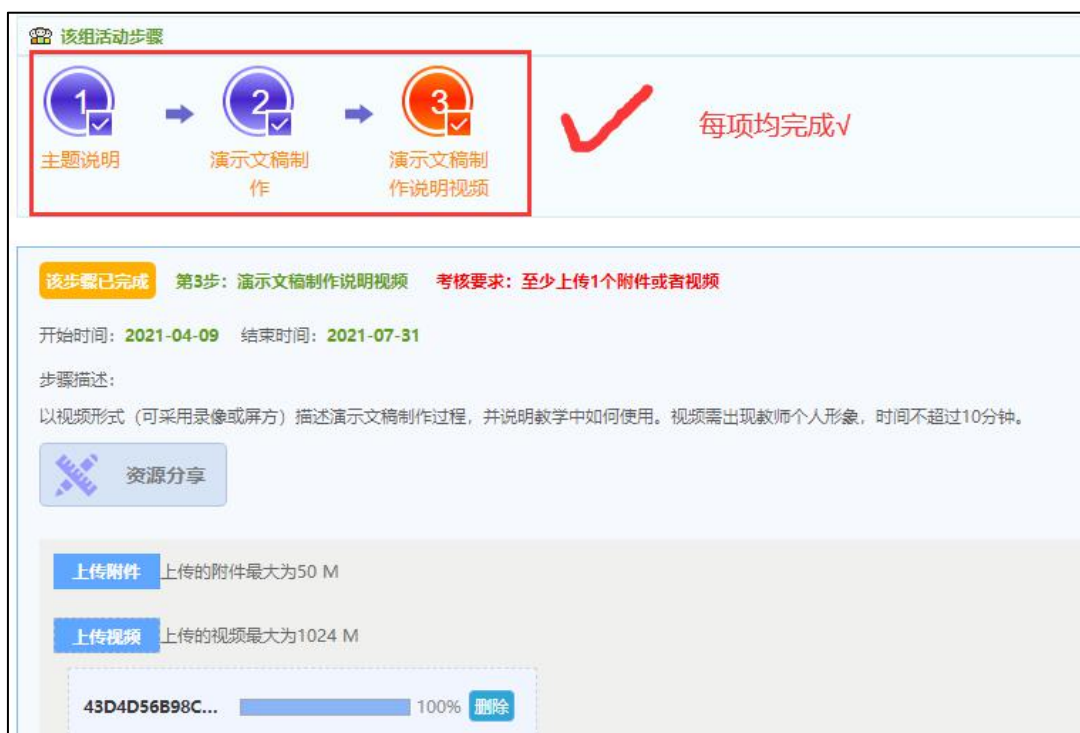 该组活动步骤
1
2
3
主题说明
演示文稿制
作
演示文稿制
作说明视频
每项均完成√
该步骤已完成 第3步：演示文稿制作说明视频 考核要求：至少上传1个附件或者视频
开始时间：2021-04-09 结束时间：2021-07-31
步骤描述：
以视频形式（可采用录像或屏方）描述演示文稿制作过程，并说明教学中如何使用。视频需出现教师个人形象，时间不超过10分钟。
资源分享
上传附件 上传的附件最大为50 M
上传视频 上传的视频最大为1024 M
43D4D56B98C... 100% 删除